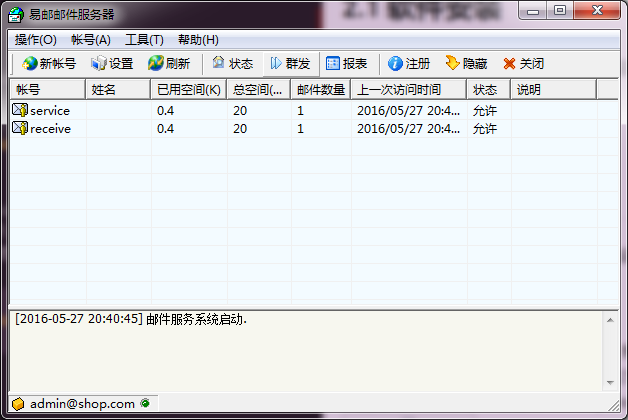 2.1 软件安装
易邮邮件服务器
操作(O) 帐号(A) 工具(T) 帮助(H)
新帐号 设置 刷新 状态 群发 报表 注册 隐藏 关闭
帐号 姓名 已用空间(K) 总空间(... 邮件数量 上一次访问时间 状态 说明
service 0.4 20 1 2016/05/27 20:4... 允许
receive 0.4 20 1 2016/05/27 20:4... 允许
[2016-05-27 20:40:45] 邮件服务系统启动.
admin@shop.com